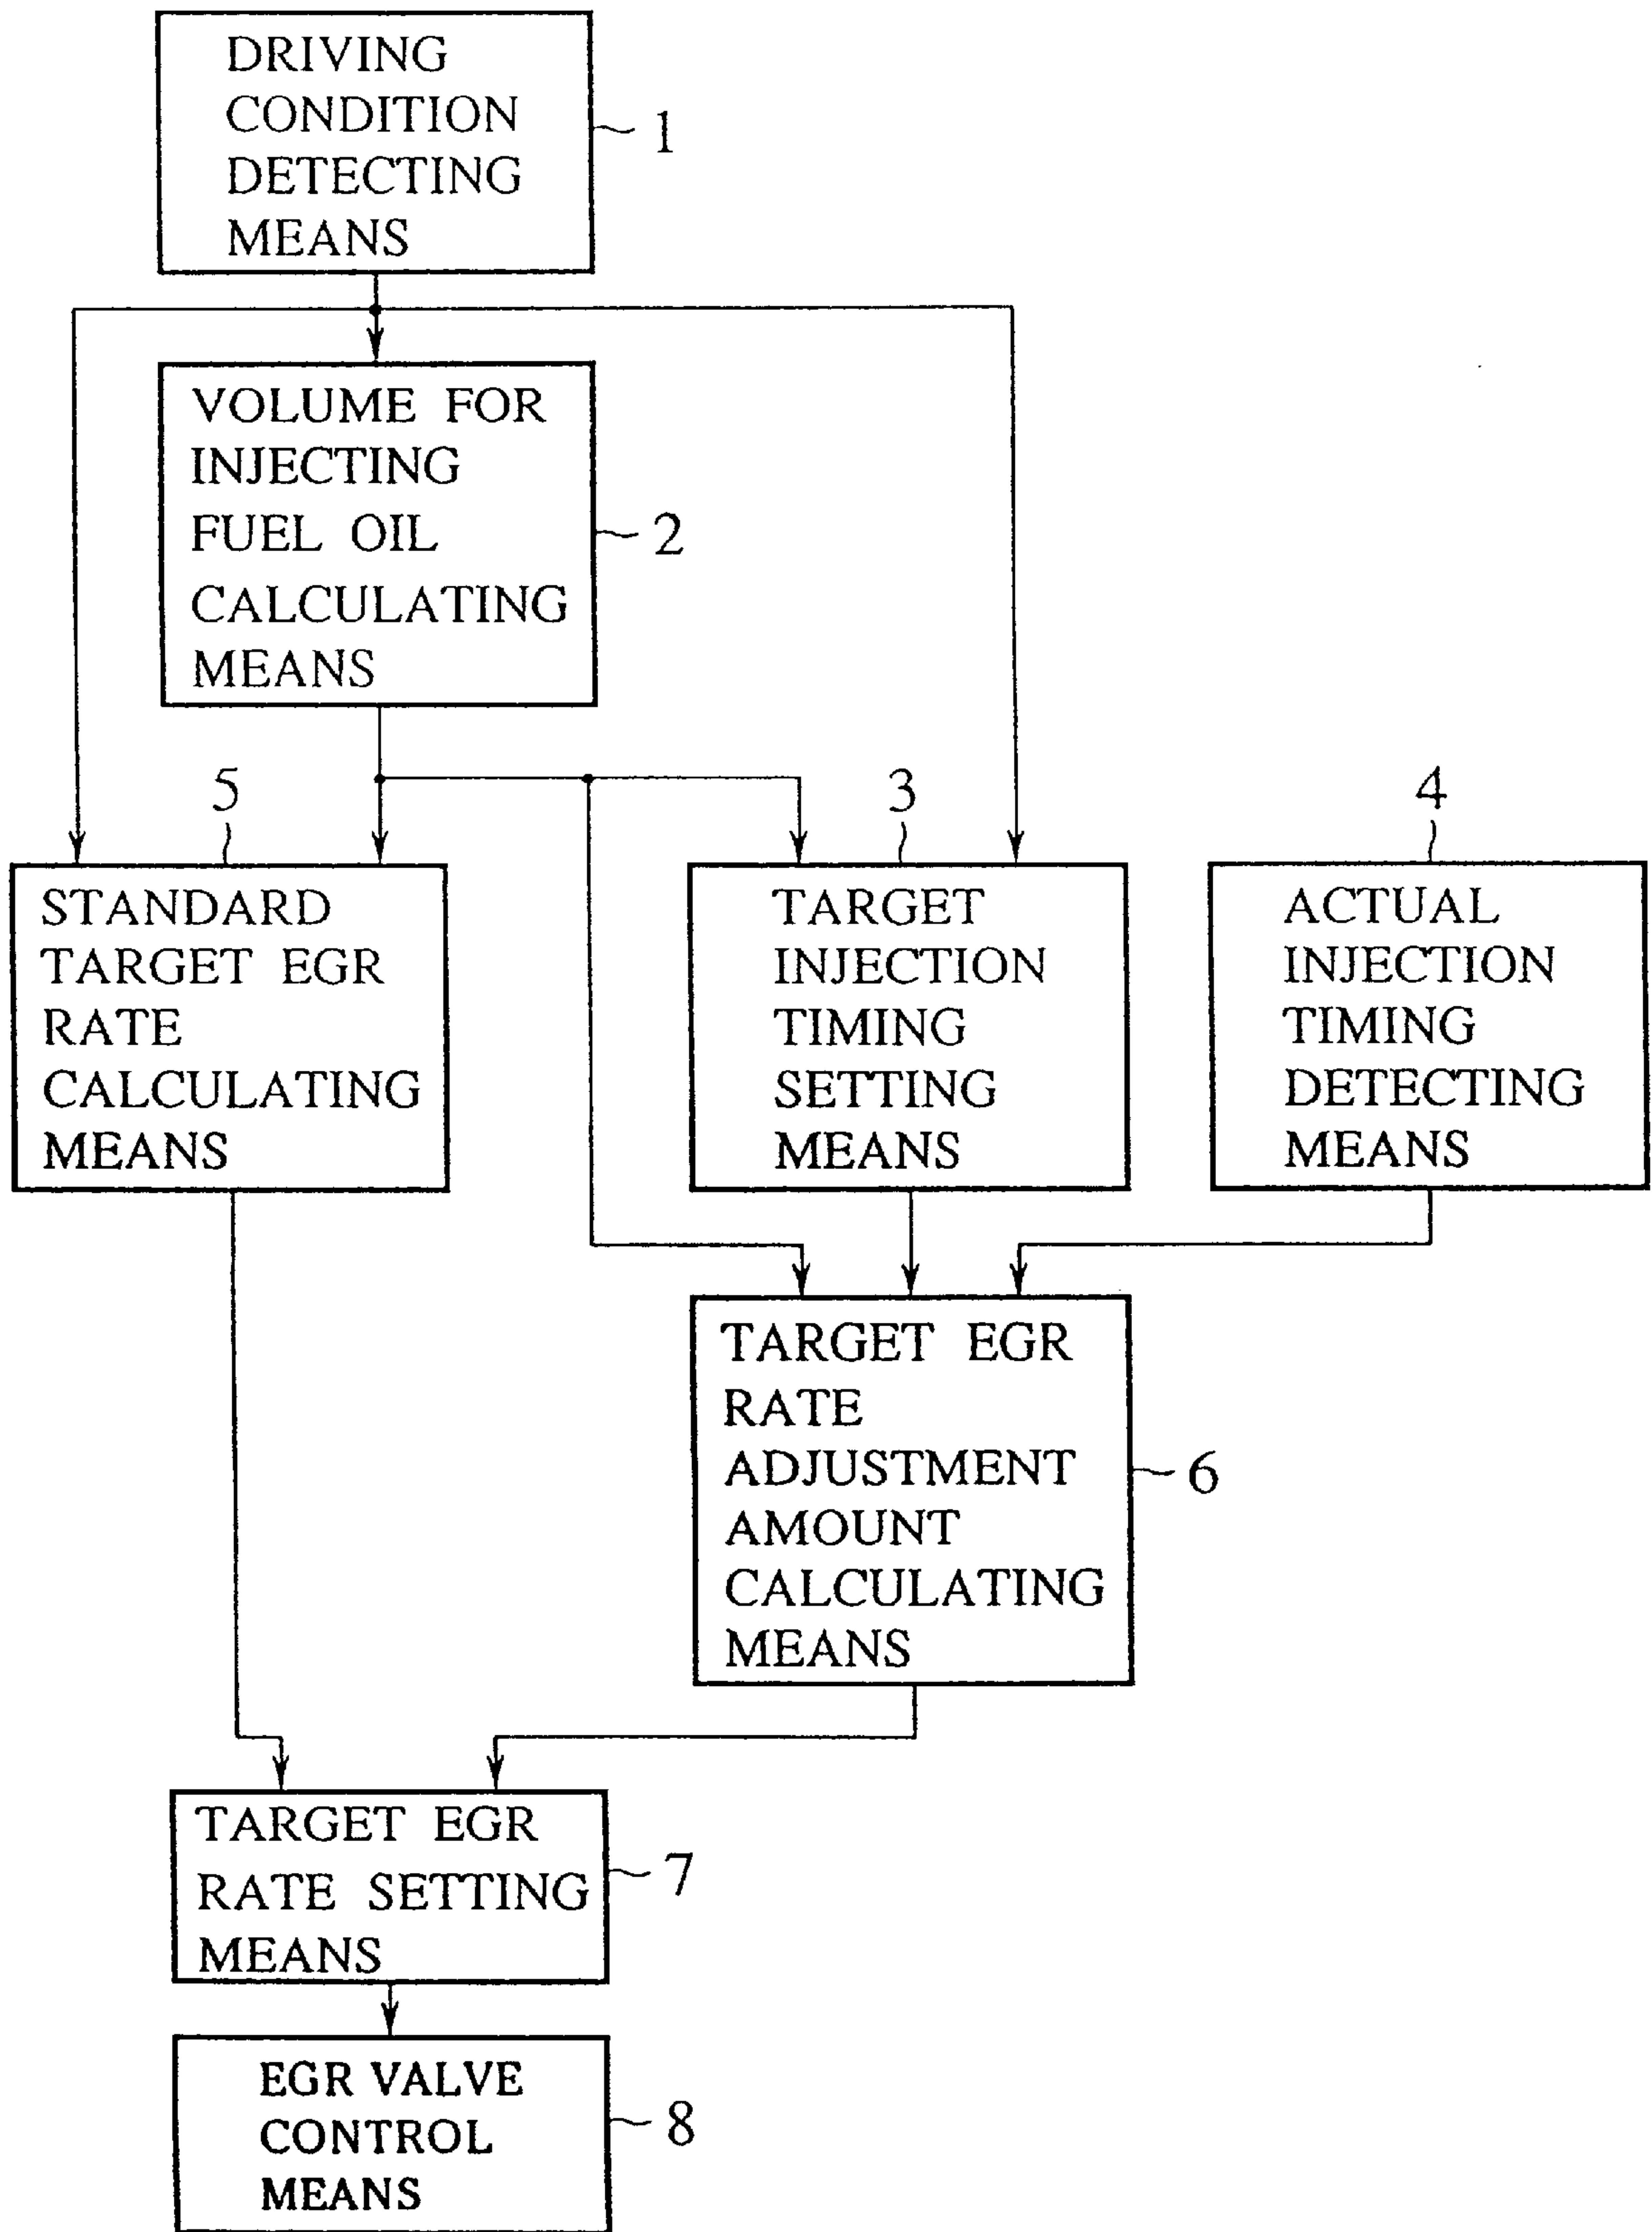 DRIVING
CONDITION
DETECTING
MEANS
1
VOLUME FOR
INJECTING
FUEL OIL
CALCULATING
MEANS
2
5
STANDARD
TARGET EGR
RATE
CALCULATING
MEANS
3
TARGET
INJECTION
TIMING
SETTING
MEANS
4
ACTUAL
INJECTION
TIMING
DETECTING
MEANS
TARGET EGR
RATE
ADJUSTMENT
AMOUNT
CALCULATING
MEANS
6
TARGET EGR
RATE SETTING
MEANS
7
EGR VALVE
CONTROL
MEANS
8